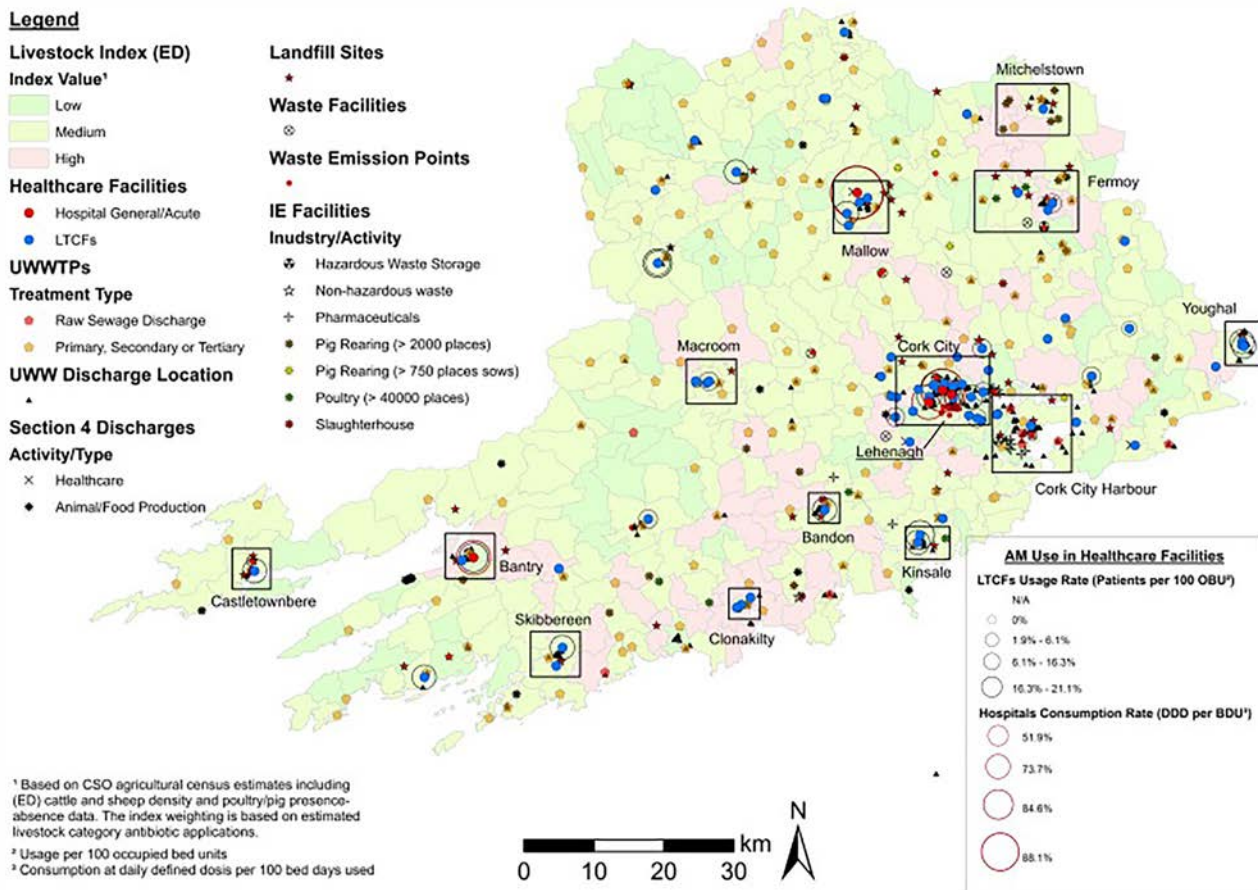 Legend
Livestock Index (ED)
Index Value¹
Low
Medium
High
Healthcare Facilities
Hospital General/Acute
LTCFs
UWWTPs
Treatment Type
Raw Sewage Discharge
Primary, Secondary or Tertiary
UWW Discharge Location
Section 4 Discharges
Activity/Type
Healthcare
Animal/Food Production
Landfill Sites
Waste Facilities
Waste Emission Points
IE Facilities
Inudstry/Activity
Hazardous Waste Storage
Non-hazardous waste
Pharmaceuticals
Pig Rearing (> 2000 places)
Pig Rearing (> 750 places sows)
Poultry (> 40000 places)
Slaughterhouse
Mitchelstown
Fermoy
Mallow
Youghal
Macroom
Cork City
Lehenagh
Cork City Harbour
Bandon
Kinsale
Bantry
Castletownbere
Skibbereen
Clonakilty
AM Use in Healthcare Facilities
LTCFs Usage Rate (Patients per 100 OBU²)
N/A
0%
1.9% - 6.1%
6.1% - 16.3%
16.3% - 21.1%
Hospitals Consumption Rate (DDD per BDU³)
51.9%
73.7%
84.6%
88.1%
¹ Based on CSO agricultural census estimates including
(ED) cattle and sheep density and poultry/pig presence-
absence data. The index weighting is based on estimated
livestock category antibiotic applications.
² Usage per 100 occupied bed units
³ Consumption at daily defined dosis per 100 bed days used
km
0 10 20 30
N